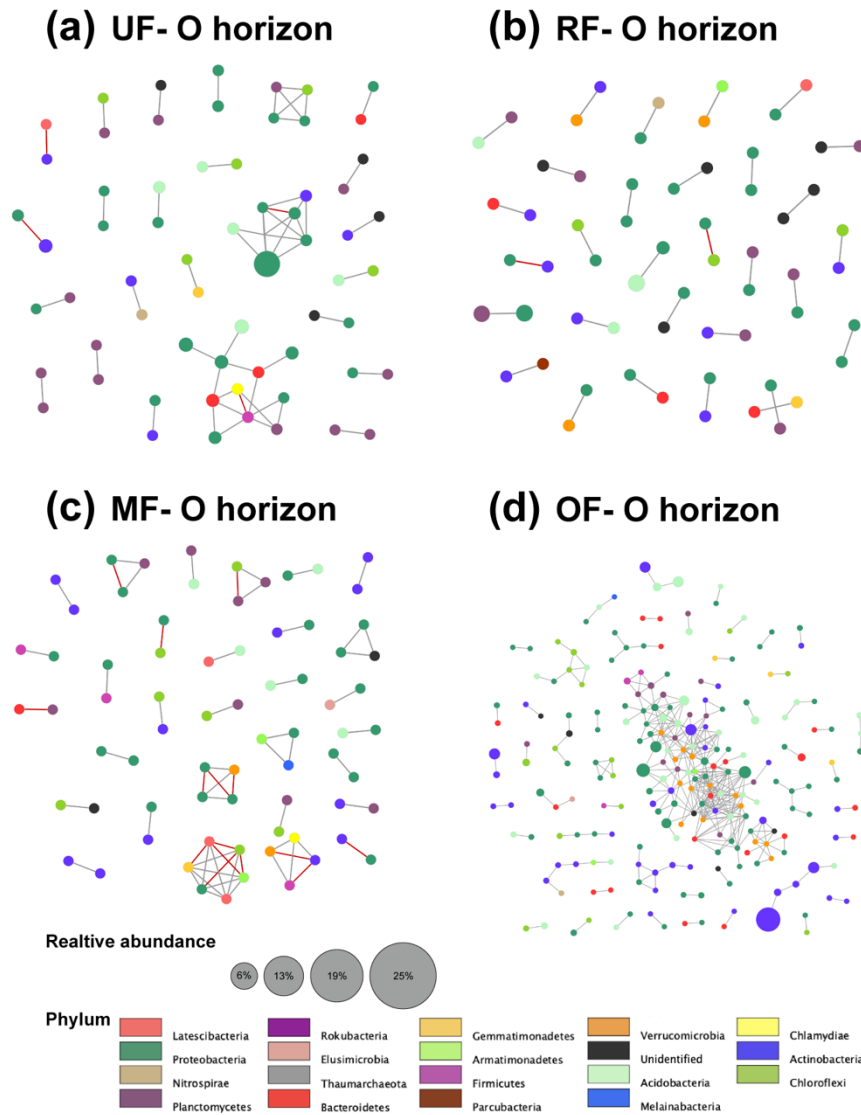 (a) UF- O horizon
(b) RF- O horizon
(c) MF- O horizon
(d) OF- O horizon
Realtive abundance
6% 13% 19% 25%
Phylum
Latescibacteria Rokubacteria Gemmatimonadetes Verrucomicrobia Chlamydiae
Proteobacteria Elusimicrobia Armatimonadetes Unidentified Actinobacteria
Nitrospirae Thaumarchaeota Firmicutes Acidobacteria Chloroflexi
Planctomycetes Bacteroidetes Parcubacteria Melainabacteria